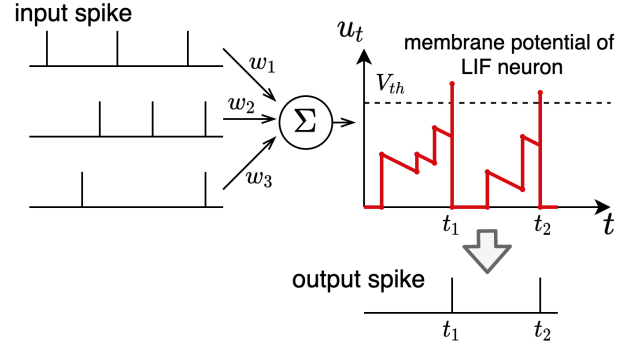 input spike
w₁
w₂
w₃
Σ
uₜ
membrane potential of
LIF neuron
Vₜₕ
t₁
t₂
t
output spike
t₁
t₂